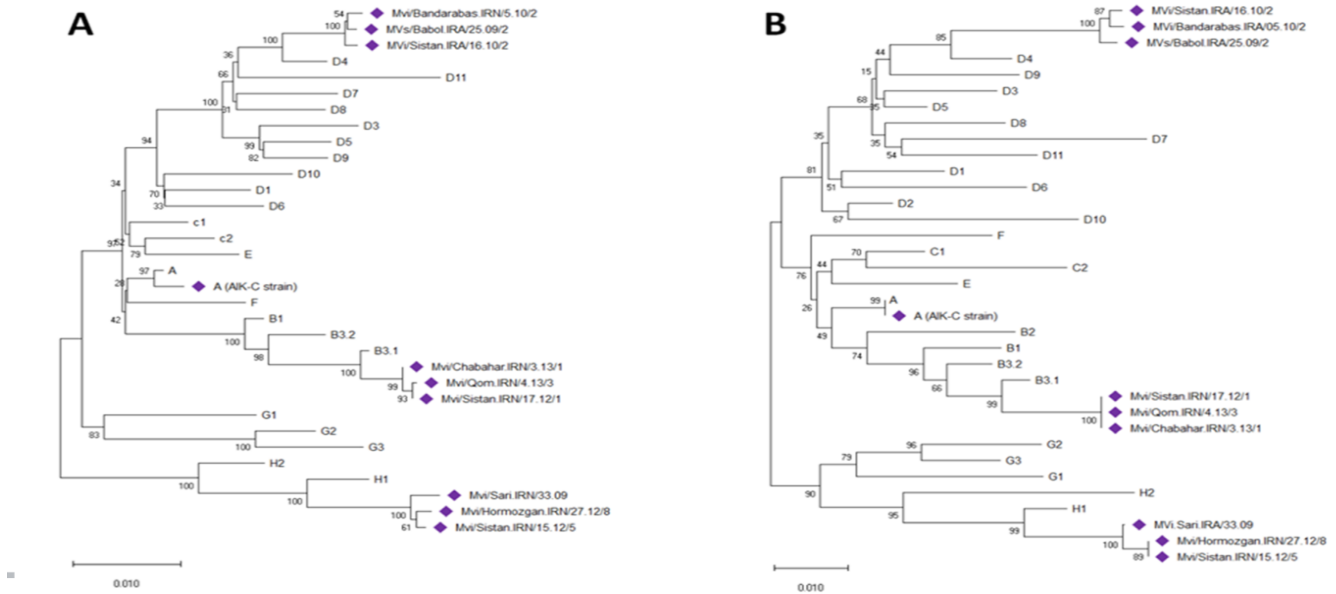 A
54
Mvi/Bandarabas.IRN/5.10/2
100
MVs/Babol.IRA/25.09/2
100
MVi/Sistan.IRA/16.10/2
36
D4
66
D11
D7
100
31
D8
D3
99
D5
94
82
D9
D10
34
70
D1
33
D6
c1
97
52
c2
79
E
97
A
28
A (AIK-C strain)
F
42
B1
100
B3.2
98
B3.1
100
Mvi/Chabahar.IRN/3.13/1
99
Mvi/Qom.IRN/4.13/3
93
Mvi/Sistan.IRN/17.12/1
G1
83
G2
100
G3
H2
100
H1
100
Mvi/Sari.IRN/33.09
100
Mvi/Hormozgan.IRN/27.12/8
61
Mvi/Sistan.IRN/15.12/5
0.010
B
87
MVi/Sistan.IRA/16.10/2
100
MVi/Bandarabas.IRA/05.10/2
85
MVs/Babol.IRA/25.09/2
44
D4
15
D9
D3
68
35
D5
D8
35
D7
54
D11
35
81
D1
51
D6
D2
67
D10
F
70
C1
44
C2
76
E
99
A
26
A (AIK-C strain)
49
B2
74
B1
96
B3.2
66
B3.1
99
Mvi/Sistan.IRN/17.12/1
100
Mvi/Qom.IRN/4.13/3
Mvi/Chabahar.IRN/3.13/1
96
G2
79
G3
G1
90
H2
95
H1
99
MVi.Sari.IRA/33.09
100
Mvi/Hormozgan.IRN/27.12/8
89
Mvi/Sistan.IRN/15.12/5
0.010